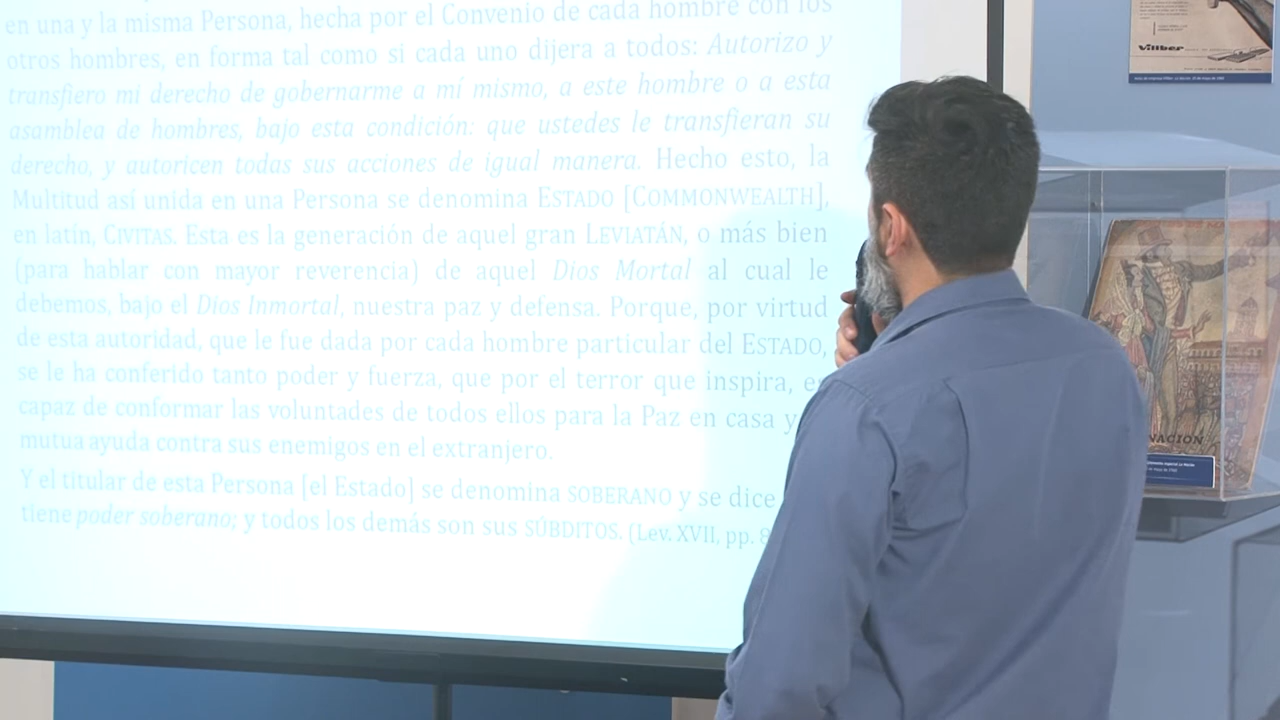 en una y la misma Persona, hecha por el Convenio de cada hombre con los
otros hombres, en forma tal como si cada uno dijera a todos: Autorizo y
transfiero mi derecho de gobernarme a mí mismo, a este hombre o a esta
asamblea de hombres, bajo esta condición: que ustedes le transfieran su
derecho, y autoricen todas sus acciones de igual manera. Hecho esto, la
Multitud así unida en una Persona se denomina ESTADO [COMMONWEALTH],
en latín, CIVITAS. Esta es la generación de aquel gran LEVIATÁN, o más bien
(para hablar con mayor reverencia) de aquel Dios Mortal al cual le
debemos, bajo el Dios Inmortal, nuestra paz y defensa. Porque, por virtud
de esta autoridad, que le fue dada por cada hombre particular del ESTADO,
se le ha conferido tanto poder y fuerza, que por el terror que inspira, es
capaz de conformar las voluntades de todos ellos para la Paz en casa y
mutua ayuda contra sus enemigos en el extranjero.
Y el titular de esta Persona [el Estado] se denomina SOBERANO y se dice
tiene poder soberano; y todos los demás son sus SÚBDITOS. (Lev. XVII, pp. 8
Viliber
NACION